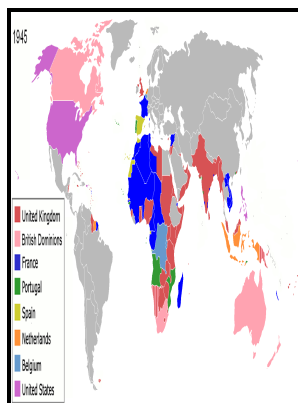 1945
United Kingdom
British Dominions
France
Portugal
Spain
Netherlands
Belgium
United States